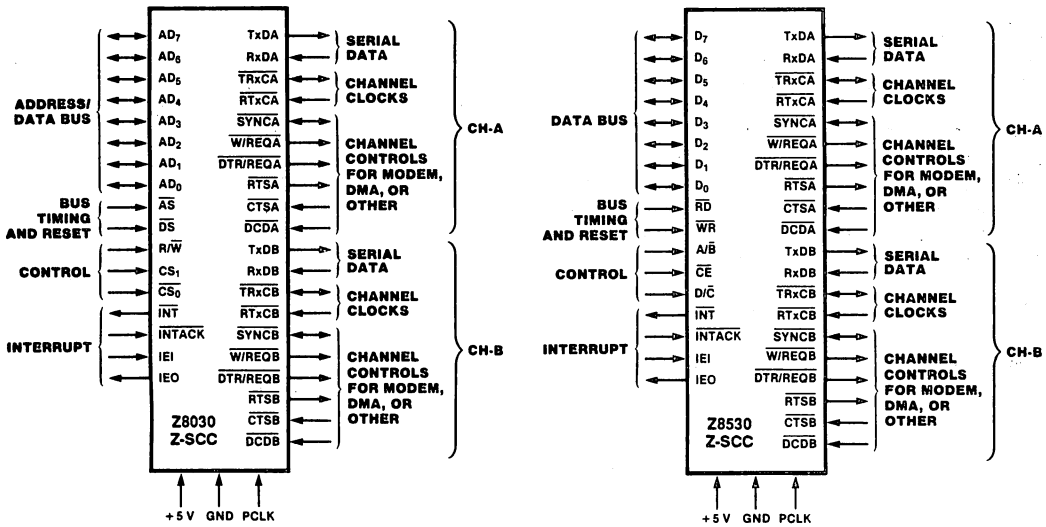 ADDRESS/
DATA BUS
BUS
TIMING
AND RESET
CONTROL
INTERRUPT
AD7
AD6
AD5
AD4
AD3
AD2
AD1
AD0
AS
DS
R/W
CS1
CS0
INT
INTACK
IEI
IEO
TxDA
RxDA
TRxCA
RTxCA
SYNCA
W/REQA
DTR/REQA
RTSA
CTSA
DCDA
TxDB
RxDB
TRxCB
RTxCB
SYNCB
W/REQB
DTR/REQB
RTSB
CTSB
DCDB
Z8030
Z-SCC
SERIAL
DATA
CHANNEL
CLOCKS
CHANNEL
CONTROLS
FOR MODEM,
DMA, OR
OTHER
CH-A
SERIAL
DATA
CHANNEL
CLOCKS
CHANNEL
CONTROLS
FOR MODEM,
DMA, OR
OTHER
CH-B
+5 V GND PCLK
DATA BUS
BUS
TIMING
AND RESET
CONTROL
INTERRUPT
D7
D6
D5
D4
D3
D2
D1
D0
RD
WR
A/B
CE
D/C
INT
INTACK
IEI
IEO
TxDA
RxDA
TRxCA
RTxCA
SYNCA
W/REQA
DTR/REQA
RTSA
CTSA
DCDA
TxDB
RxDB
TRxCB
RTxCB
SYNCB
W/REQB
DTR/REQB
RTSB
CTSB
DCDB
Z8530
Z-SCC
SERIAL
DATA
CHANNEL
CLOCKS
CHANNEL
CONTROLS
FOR MODEM,
DMA, OR
OTHER
CH-A
SERIAL
DATA
CHANNEL
CLOCKS
CHANNEL
CONTROLS
FOR MODEM,
DMA, OR
OTHER
CH-B
+5 V GND PCLK